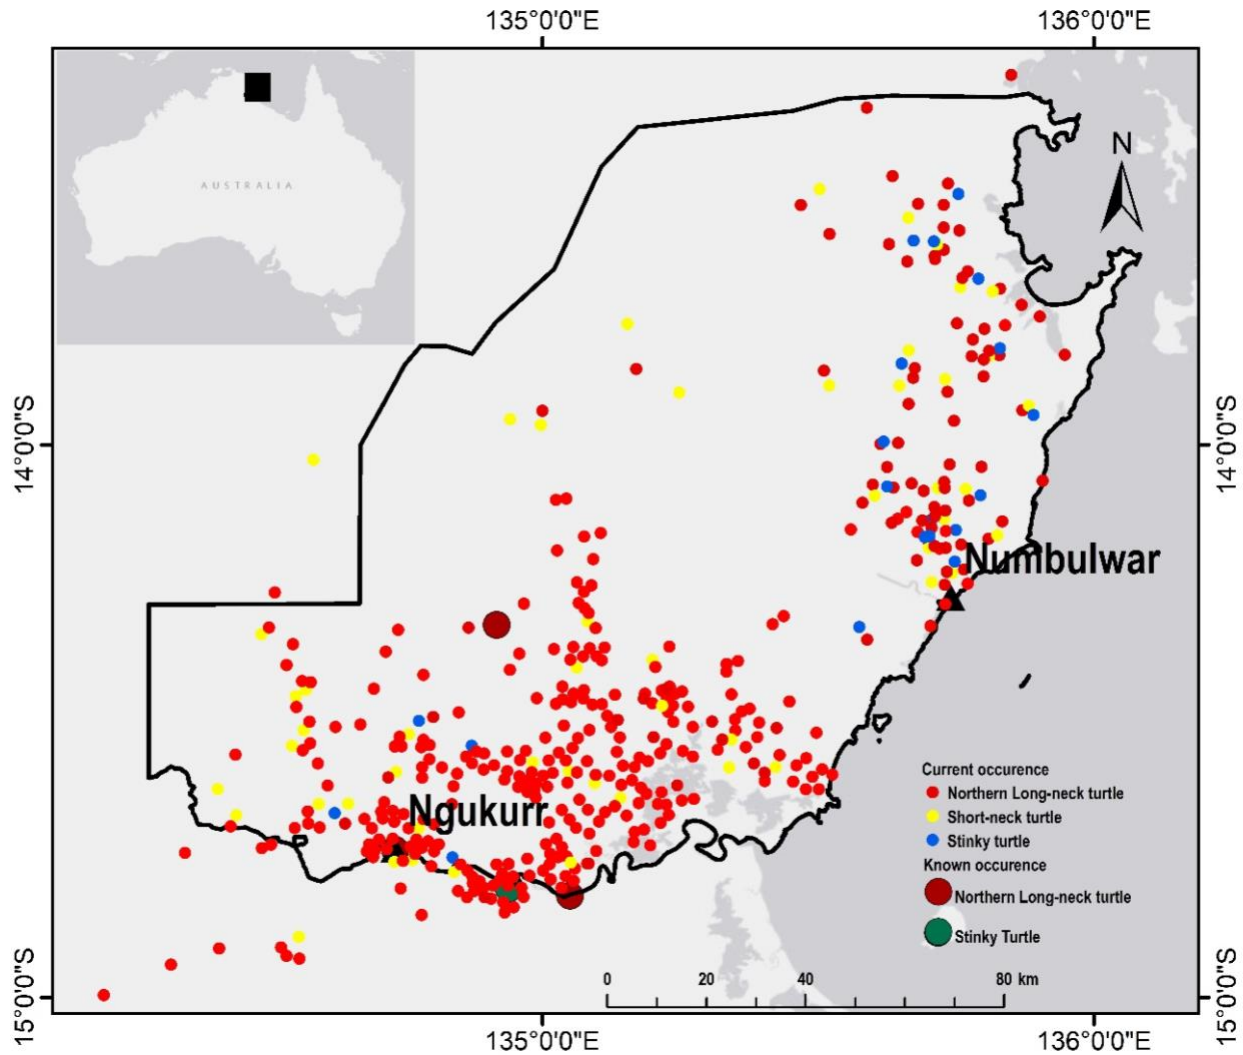 135°0'0"E
136°0'0"E
AUSTRALIA
N
14°0'0"S
14°0'0"S
Numbulwar
Ngukurr
Current occurence
Northern Long-neck turtle
Short-neck turtle
Stinky turtle
Known occurence
Northern Long-neck turtle
Stinky Turtle
0 20 40 80 km
15°0'0"S
15°0'0"S
135°0'0"E
136°0'0"E